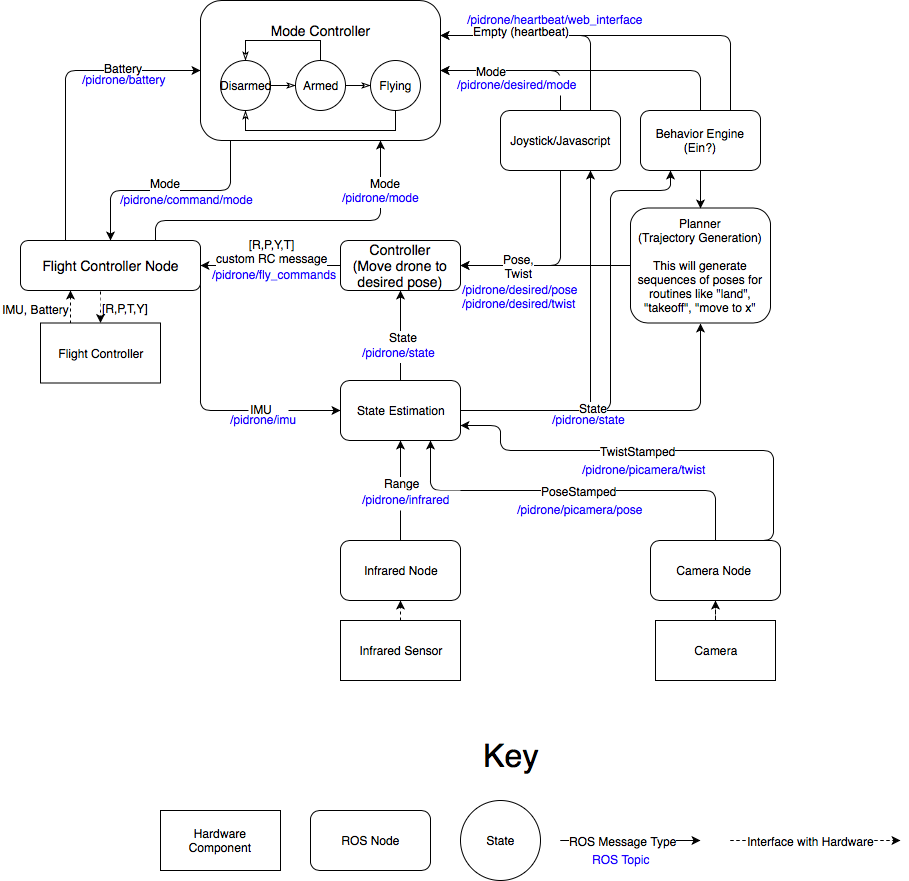 /pidrone/heartbeat/web_interface
Empty (heartbeat)
Mode Controller
Battery
/pidrone/battery
Disarmed
Armed
Flying
Mode
/pidrone/desired/mode
Joystick/Javascript
Behavior Engine
(Ein?)
Mode
/pidrone/command/mode
Mode
/pidrone/mode
Planner
(Trajectory Generation)
This will generate
sequences of poses for
routines like "land",
"takeoff", "move to x"
Flight Controller Node
[R,P,Y,T]
custom RC message
/pidrone/fly_commands
Controller
(Move drone to
desired pose)
Pose,
Twist
/pidrone/desired/pose
/pidrone/desired/twist
IMU, Battery
[R,P,T,Y]
Flight Controller
State
/pidrone/state
IMU
/pidrone/imu
State Estimation
State
/pidrone/state
TwistStamped
/pidrone/picamera/twist
Range
/pidrone/infrared
PoseStamped
/pidrone/picamera/pose
Infrared Node
Camera Node
Infrared Sensor
Camera
Key
Hardware
Component
ROS Node
State
ROS Message Type
ROS Topic
Interface with Hardware